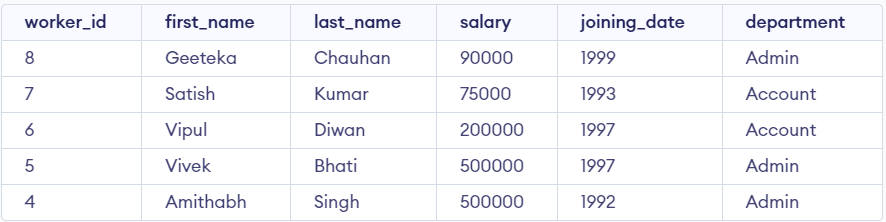 worker_id first_name last_name salary joining_date department
8 Geeteka Chauhan 90000 1999 Admin
7 Satish Kumar 75000 1993 Account
6 Vipul Diwan 200000 1997 Account
5 Vivek Bhati 500000 1997 Admin
4 Amithabh Singh 500000 1992 Admin